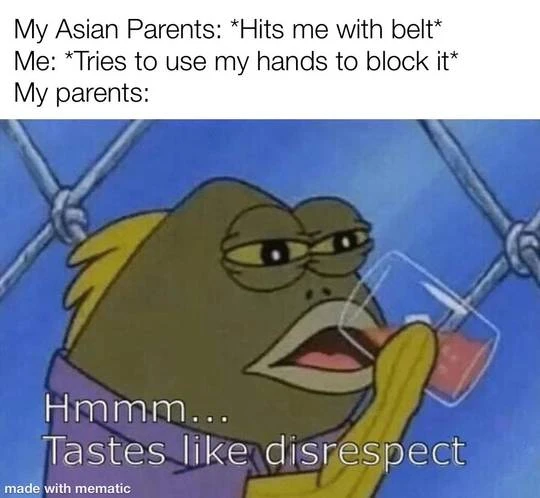 My Asian Parents: *Hits me with belt*
Me: *Tries to use my hands to block it*
My parents:
Hmmm...
Tastes like disrespect
made with mematic